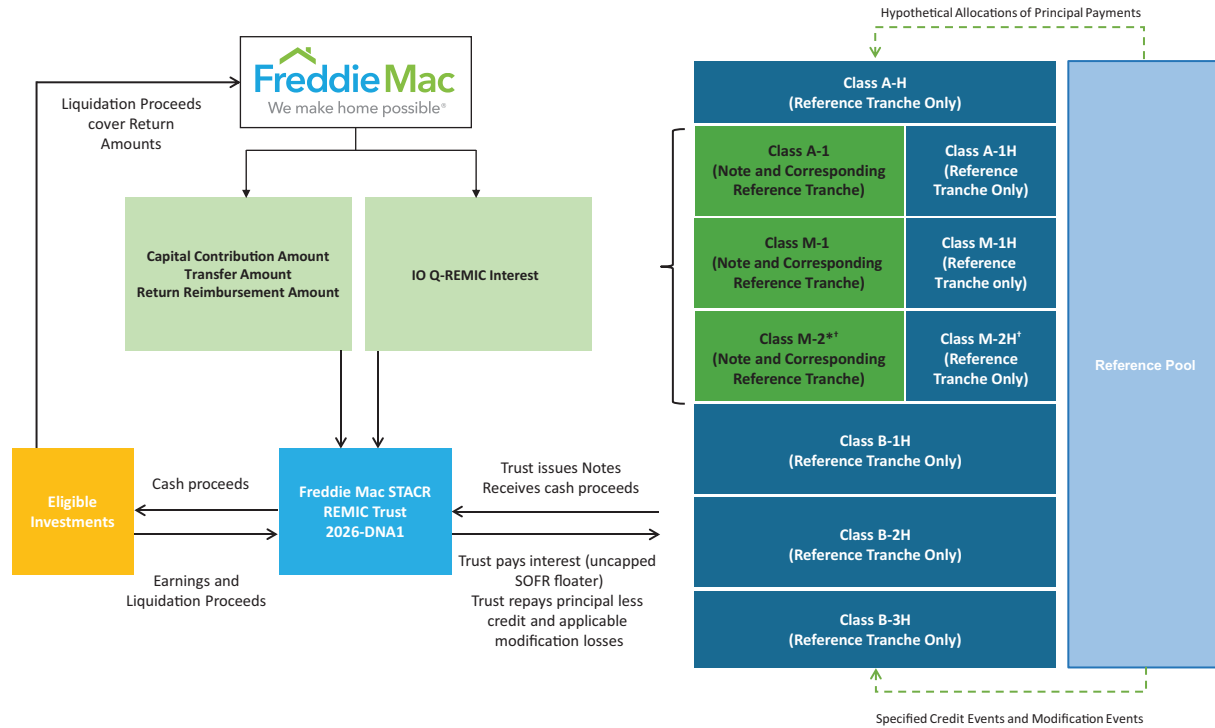 Hypothetical Allocations of Principal Payments
Freddie Mac
We make home possible®
Liquidation Proceeds
cover Return
Amounts
Capital Contribution Amount
Transfer Amount
Return Reimbursement Amount
IO Q-REMIC Interest
Eligible
Investments
Cash proceeds
Earnings and
Liquidation Proceeds
Freddie Mac STACR
REMIC Trust
2026-DNA1
Trust issues Notes
Receives cash proceeds
Trust pays interest (uncapped
SOFR floater)
Trust repays principal less
credit and applicable
modification losses
Class A-H
(Reference Tranche Only)
Class A-1
(Note and Corresponding
Reference Tranche)
Class A-1H
(Reference
Tranche Only)
Class M-1
(Note and Corresponding
Reference Tranche)
Class M-1H
(Reference
Tranche only)
Class M-2*†
(Note and Corresponding
Reference Tranche)
Class M-2H†
(Reference
Tranche Only)
Class B-1H
(Reference Tranche Only)
Class B-2H
(Reference Tranche Only)
Class B-3H
(Reference Tranche Only)
Reference Pool
Specified Credit Events and Modification Events